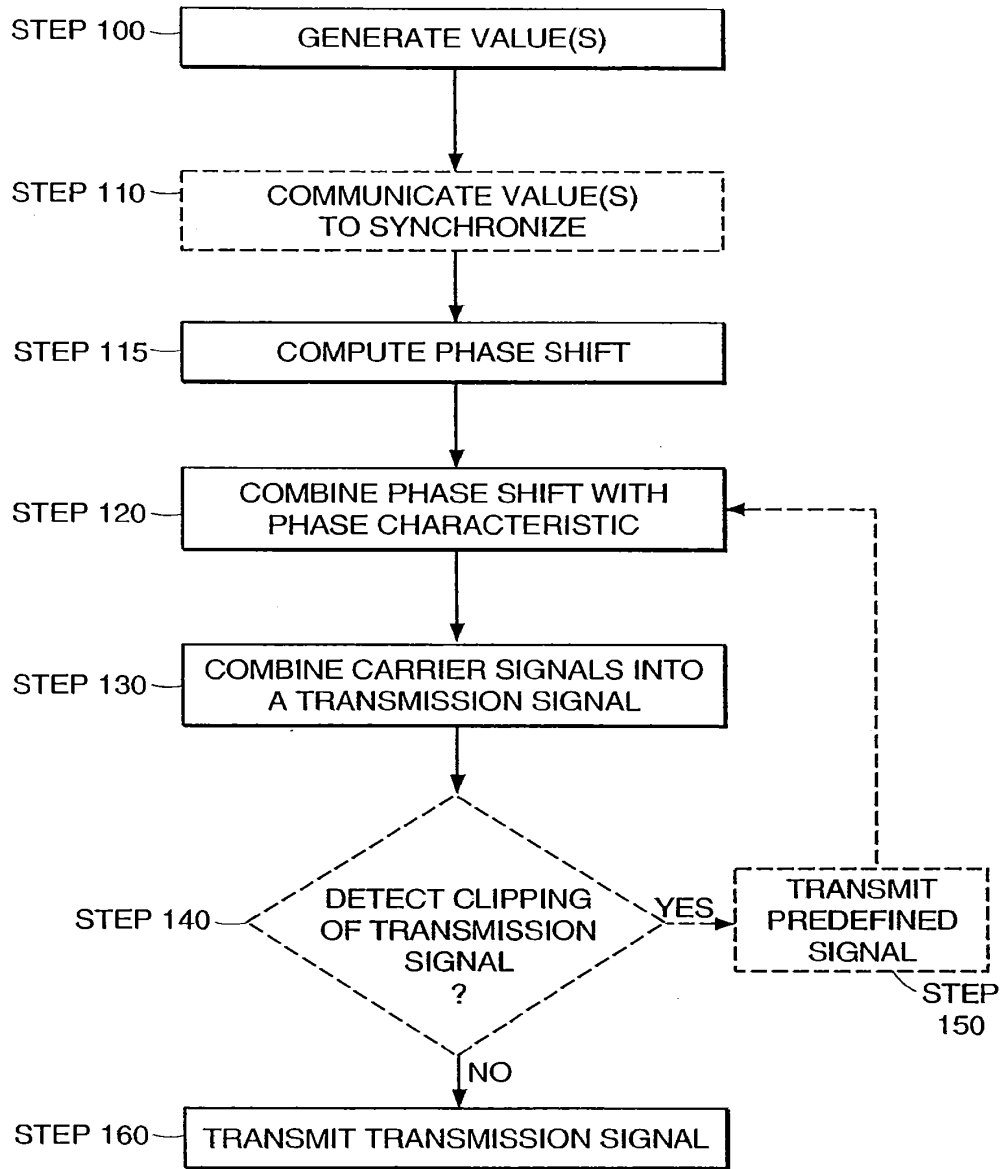 STEP 100
GENERATE VALUE(S)
STEP 110
COMMUNICATE VALUE(S)
TO SYNCHRONIZE
STEP 115
COMPUTE PHASE SHIFT
STEP 120
COMBINE PHASE SHIFT WITH
PHASE CHARACTERISTIC
STEP 130
COMBINE CARRIER SIGNALS INTO
A TRANSMISSION SIGNAL
STEP 140
DETECT CLIPPING
OF TRANSMISSION
SIGNAL
?
YES
TRANSMIT
PREDEFINED
SIGNAL
STEP
150
NO
STEP 160
TRANSMIT TRANSMISSION SIGNAL